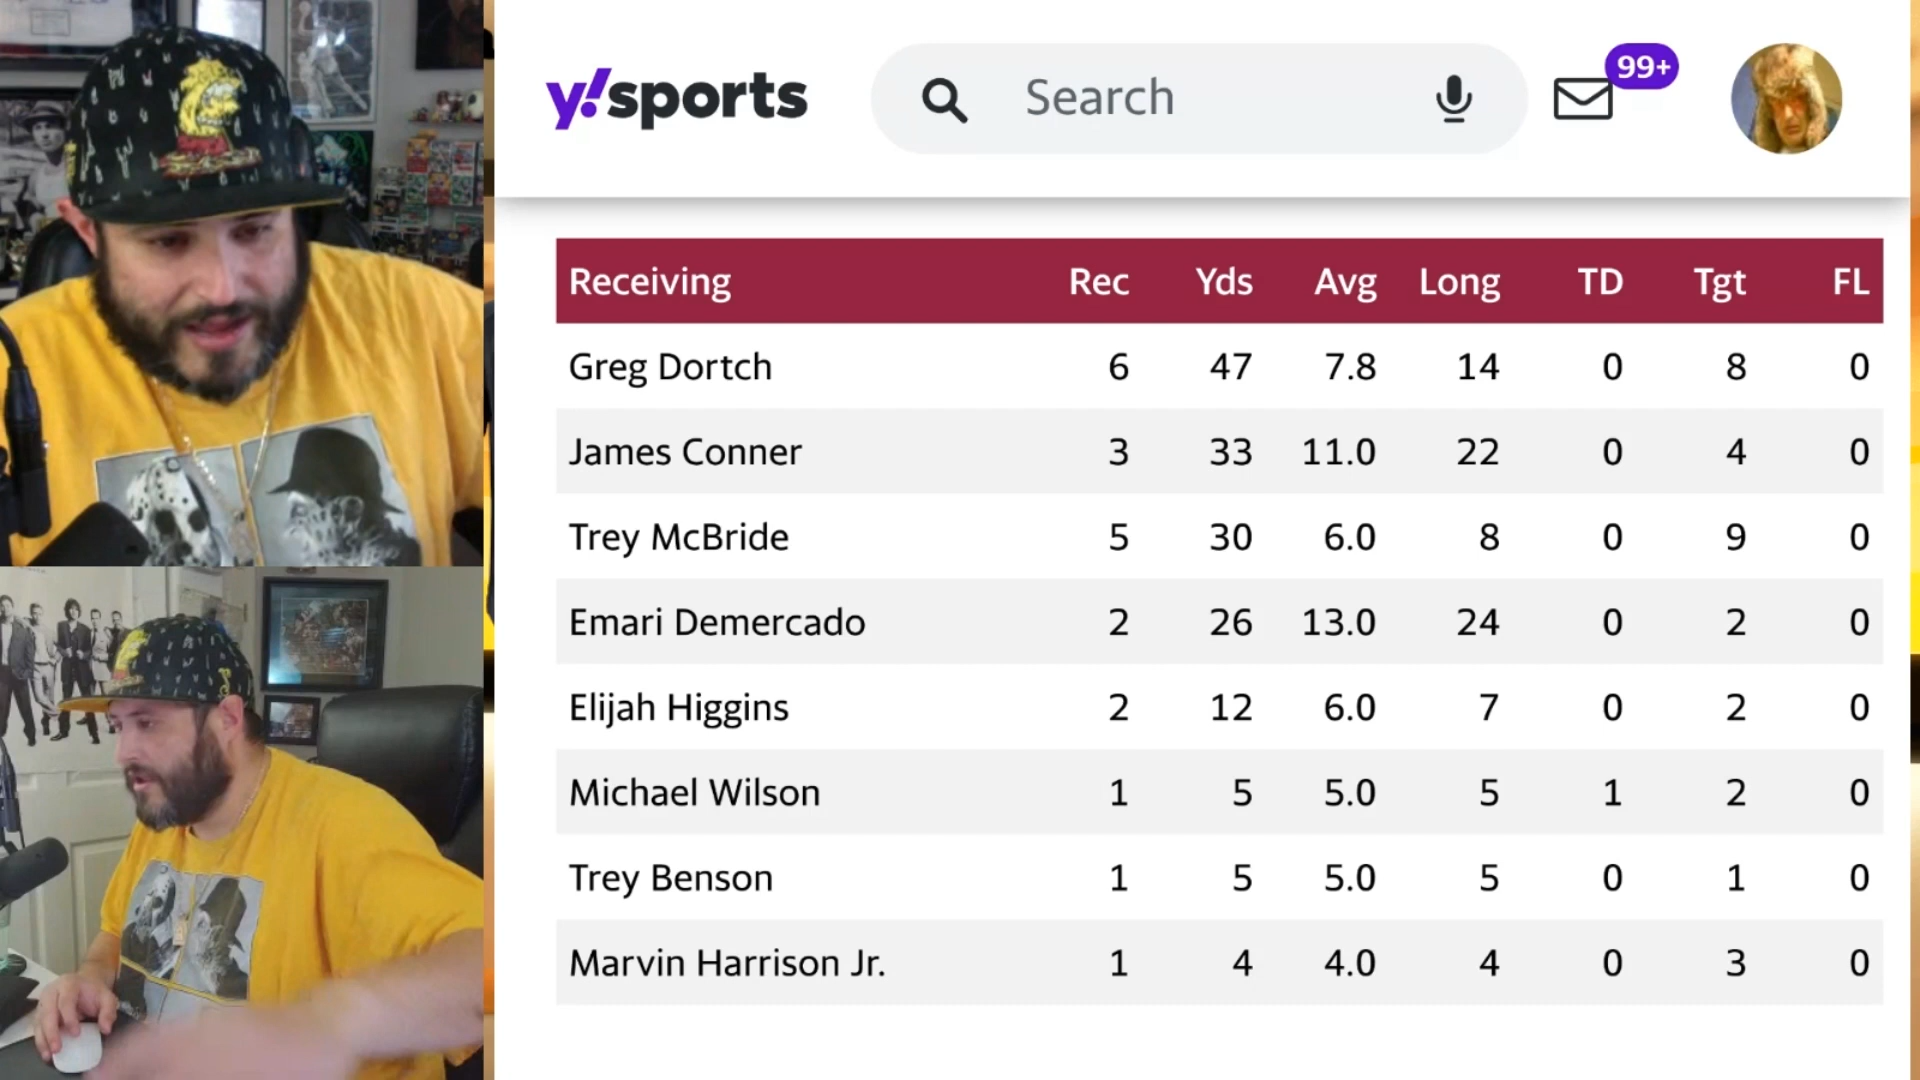 y!sports
Search
99+
Receiving Rec Yds Avg Long TD Tgt FL
Greg Dortch 6 47 7.8 14 0 8 0
James Conner 3 33 11.0 22 0 4 0
Trey McBride 5 30 6.0 8 0 9 0
Emari Demercado 2 26 13.0 24 0 2 0
Elijah Higgins 2 12 6.0 7 0 2 0
Michael Wilson 1 5 5.0 5 1 2 0
Trey Benson 1 5 5.0 5 0 1 0
Marvin Harrison Jr. 1 4 4.0 4 0 3 0